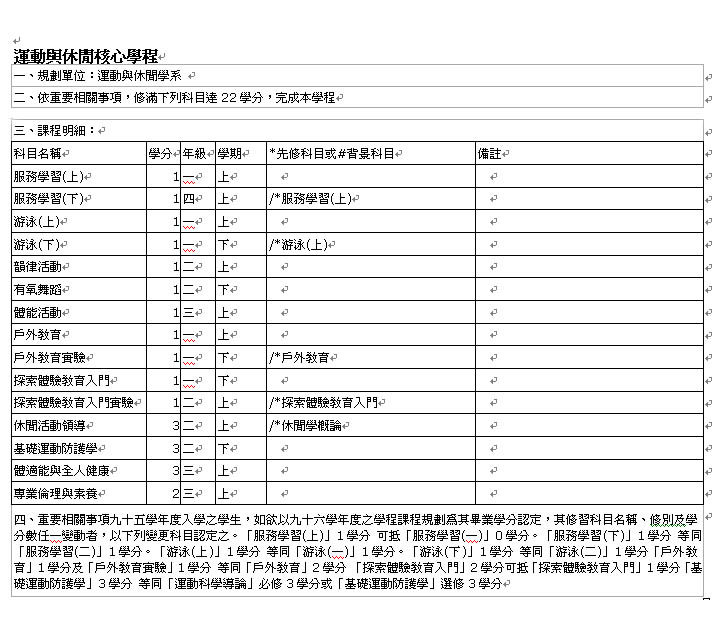 運動與休閒核心學程
一、規劃單位：運動與休閒學系
二、依重要相關事項，修滿下列科目達 22 學分，完成本學程
三、課程明細：
科目名稱 學分 年級 學期 *先修科目或#背景科目 備註
服務學習(上) 1 一 上
服務學習(下) 1 四 上 /*服務學習(上)
游泳(上) 1 一 上
游泳(下) 1 一 下 /*游泳(上)
韻律活動 1 二 上
有氧舞蹈 1 二 下
體能活動 1 三 上
戶外教育 1 一 上
戶外教育實驗 1 一 下 /*戶外教育
探索體驗教育入門 1 一 下
探索體驗教育入門實驗 1 二 上 /*探索體驗教育入門
休閒活動領導 3 二 上 /*休閒學概論
基礎運動防護學 3 二 下
體適能與全人健康 3 三 上
專業倫理與素養 2 三 上
四、重要相關事項九十五學年度入學之學生，如欲以九十六學年度之學程課程規劃為其畢業學分認定，其修習科目名稱、修別及學
分數任一變動者，以下列變更科目認定之。「服務學習(上)」1學分 可抵「服務學習(一)」0學分。「服務學習(下)」1學分 等同
「服務學習(二)」1學分。「游泳(上)」1學分 等同「游泳(一)」1學分。「游泳(下)」1學分 等同「游泳(二)」1學分「戶外教
育」1學分及「戶外教育實驗」1學分 等同「戶外教育」2學分 「探索體驗教育入門」2學分可抵「探索體驗教育入門」1學分「基
礎運動防護學」3學分 等同「運動科學導論」必修3學分或「基礎運動防護學」選修3學分